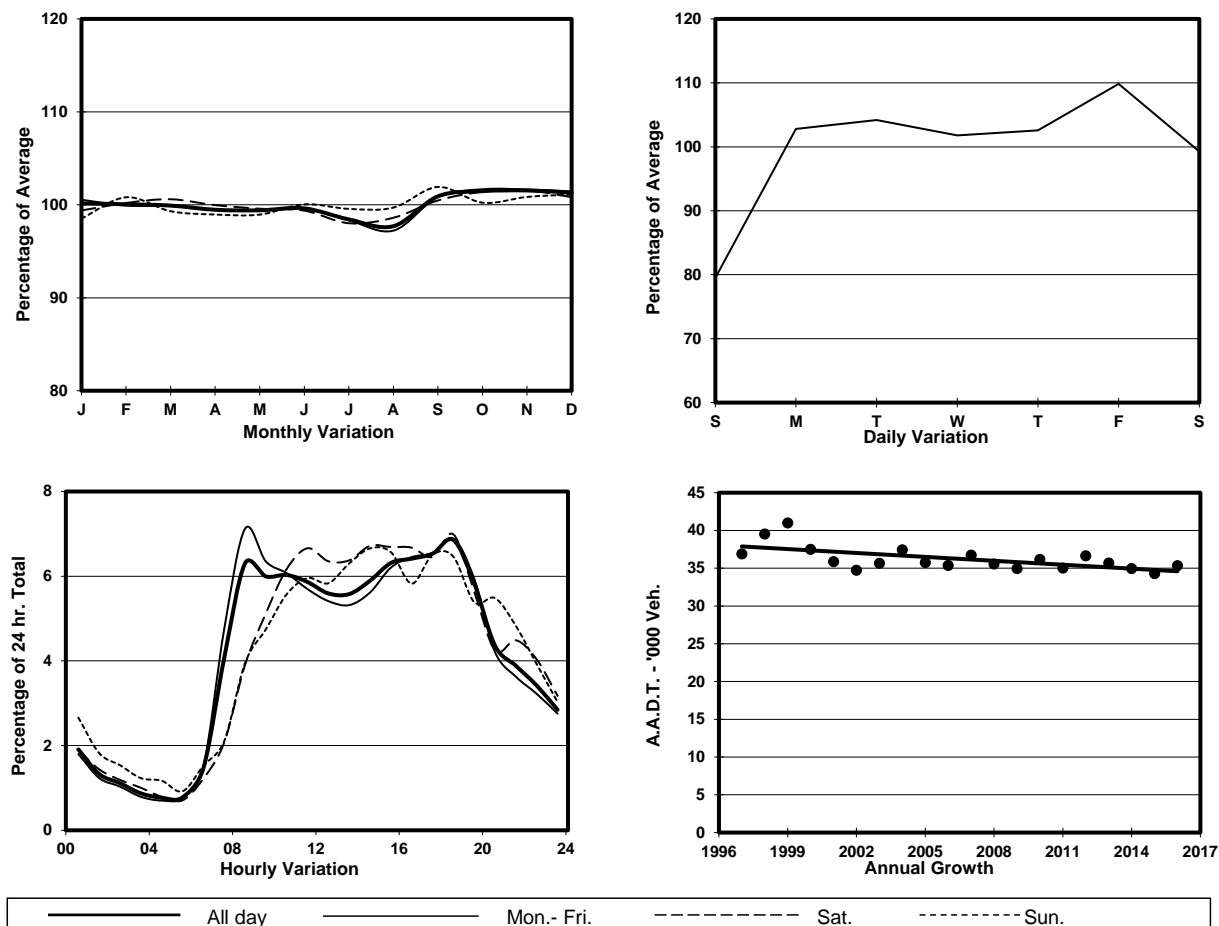 120
110
100
90
80
Percentage of Average
J F M A M J J A S O N D
Monthly Variation
120
110
100
90
80
70
60
Percentage of Average
S M T W T F S
Daily Variation
8
6
4
2
0
Percentage of 24 hr. Total
00 04 08 12 16 20 24
Hourly Variation
45
40
35
30
25
20
15
10
5
0
A.A.D.T. - '000 Veh.
1996 1999 2002 2005 2008 2011 2014 2017
Annual Growth
All day Mon.- Fri. Sat. Sun.